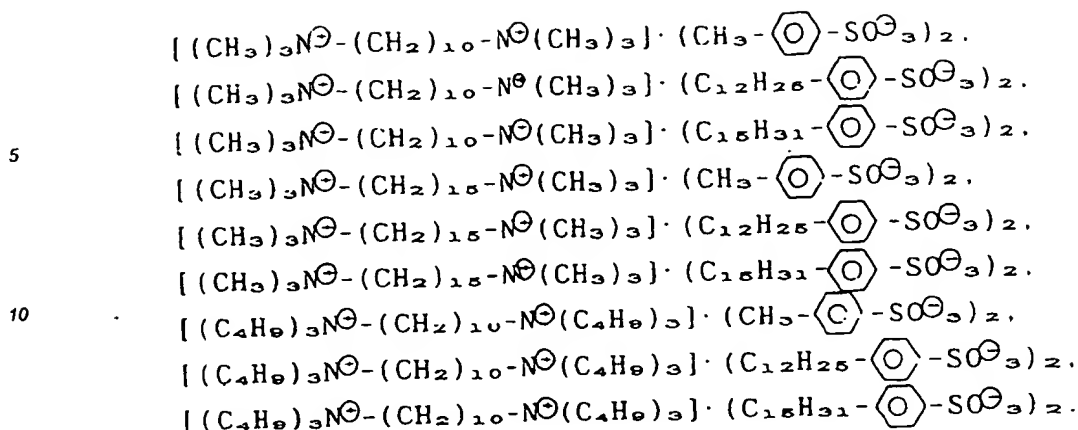 [(CH₃)₃N⊕-(CH₂)₁₀-N⊕(CH₃)₃]·(CH₃-⌬-SO⊖₃)₂.
[(CH₃)₃N⊕-(CH₂)₁₀-N⊕(CH₃)₃]·(C₁₂H₂₅-⌬-SO⊖₃)₂.
[(CH₃)₃N⊕-(CH₂)₁₀-N⊕(CH₃)₃]·(C₁₅H₃₁-⌬-SO⊖₃)₂.
5
[(CH₃)₃N⊕-(CH₂)₁₅-N⊕(CH₃)₃]·(CH₃-⌬-SO⊖₃)₂.
[(CH₃)₃N⊕-(CH₂)₁₅-N⊕(CH₃)₃]·(C₁₂H₂₅-⌬-SO⊖₃)₂.
[(CH₃)₃N⊕-(CH₂)₁₅-N⊕(CH₃)₃]·(C₁₅H₃₁-⌬-SO⊖₃)₂.
10
[(C₄H₉)₃N⊕-(CH₂)₁₀-N⊕(C₄H₉)₃]·(CH₃-⌬-SO⊖₃)₂,
[(C₄H₉)₃N⊕-(CH₂)₁₀-N⊕(C₄H₉)₃]·(C₁₂H₂₅-⌬-SO⊖₃)₂,
[(C₄H₉)₃N⊕-(CH₂)₁₀-N⊕(C₄H₉)₃]·(C₁₅H₃₁-⌬-SO⊖₃)₂.